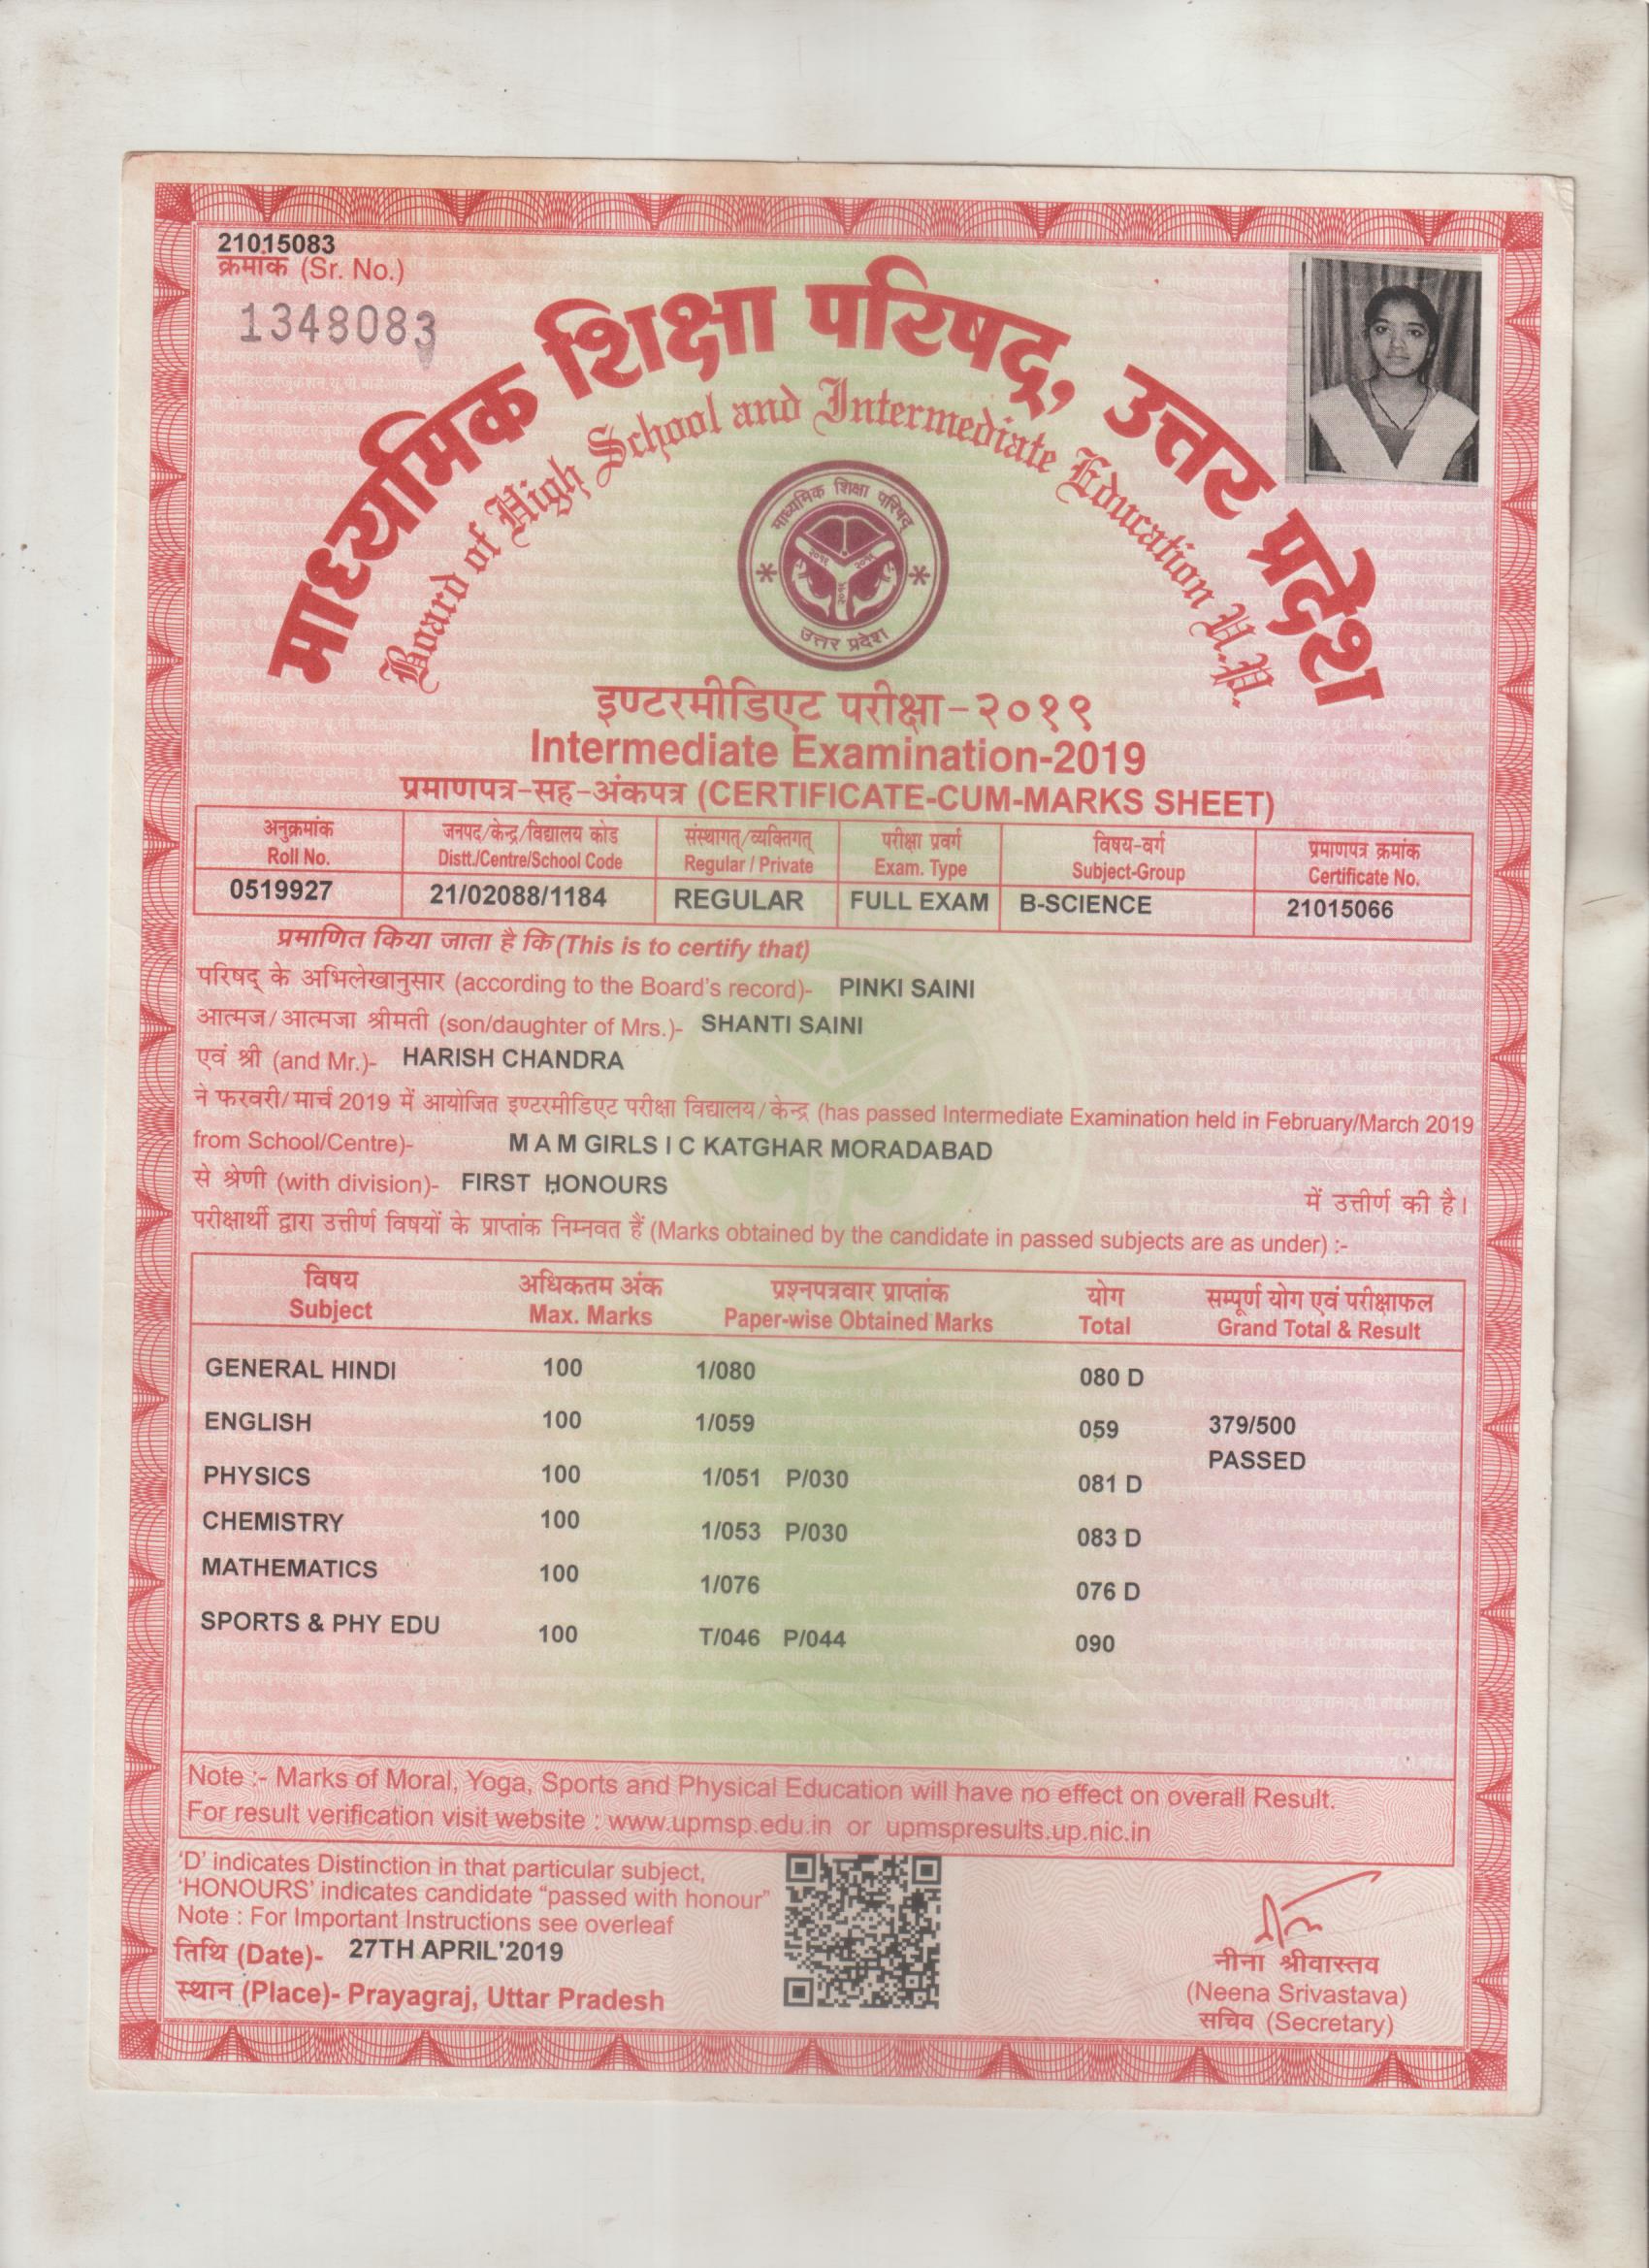 21015083
क्रमांक (Sr. No.)
1348083
माध्यमिक शिक्षा परिषद्, उत्तर प्रदेश
Board of High School and Intermediate Education U.P.
माध्यमिक शिक्षा परिषद्
उत्तर प्रदेश
इण्टरमीडिएट परीक्षा-२०१९
Intermediate Examination-2019
प्रमाणपत्र-सह-अंकपत्र (CERTIFICATE-CUM-MARKS SHEET)
अनुक्रमांक जनपद/केन्द्र/विद्यालय कोड संस्थागत्/व्यक्तिगत् परीक्षा प्रवर्ग विषय-वर्ग प्रमाणपत्र क्रमांक
Roll No. Distt./Centre/School Code Regular / Private Exam. Type Subject-Group Certificate No.
0519927 21/02088/1184 REGULAR FULL EXAM B-SCIENCE 21015066
प्रमाणित किया जाता है कि (This is to certify that)
परिषद् के अभिलेखानुसार (according to the Board's record)- PINKI SAINI
आत्मज/आत्मजा श्रीमती (son/daughter of Mrs.)- SHANTI SAINI
एवं श्री (and Mr.)- HARISH CHANDRA
ने फरवरी/मार्च 2019 में आयोजित इण्टरमीडिएट परीक्षा विद्यालय/केन्द्र (has passed Intermediate Examination held in February/March 2019
from School/Centre)- M A M GIRLS I C KATGHAR MORADABAD
से श्रेणी (with division)- FIRST HONOURS में उत्तीर्ण की है।
परीक्षार्थी द्वारा उत्तीर्ण विषयों के प्राप्तांक निम्नवत हैं (Marks obtained by the candidate in passed subjects are as under) :-
विषय अधिकतम अंक प्रश्नपत्रवार प्राप्तांक योग सम्पूर्ण योग एवं परीक्षाफल
Subject Max. Marks Paper-wise Obtained Marks Total Grand Total & Result
GENERAL HINDI 100 1/080 080 D
ENGLISH 100 1/059 059 379/500
PASSED
PHYSICS 100 1/051 P/030 081 D
CHEMISTRY 100 1/053 P/030 083 D
MATHEMATICS 100 1/076 076 D
SPORTS & PHY EDU 100 T/046 P/044 090
Note :- Marks of Moral, Yoga, Sports and Physical Education will have no effect on overall Result.
For result verification visit website : www.upmsp.edu.in or upmspresults.up.nic.in
'D' indicates Distinction in that particular subject,
'HONOURS' indicates candidate "passed with honour"
Note : For Important Instructions see overleaf
तिथि (Date)- 27TH APRIL'2019
स्थान (Place)- Prayagraj, Uttar Pradesh
नीना श्रीवास्तव
(Neena Srivastava)
सचिव (Secretary)